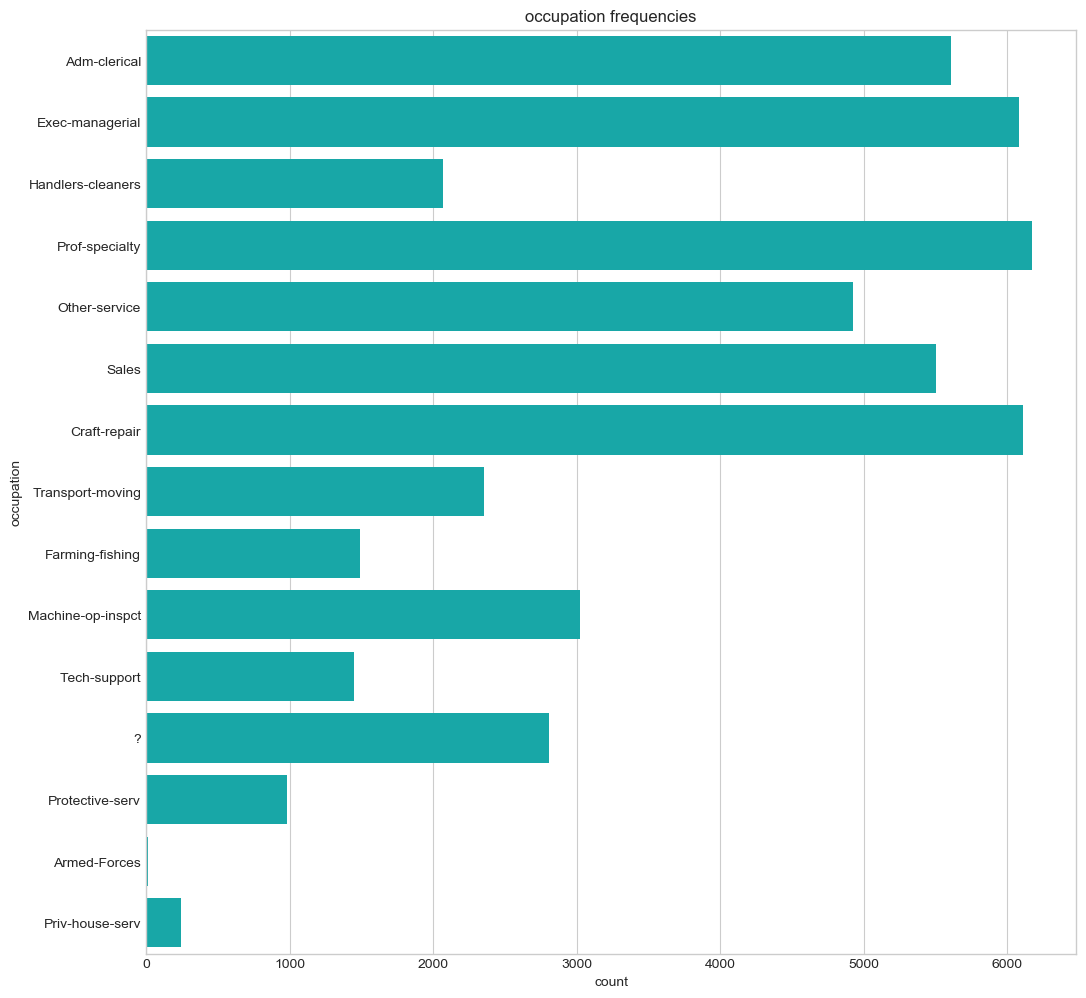 occupation frequencies
occupation
Adm-clerical
Exec-managerial
Handlers-cleaners
Prof-specialty
Other-service
Sales
Craft-repair
Transport-moving
Farming-fishing
Machine-op-inspct
Tech-support
?
Protective-serv
Armed-Forces
Priv-house-serv
0 1000 2000 3000 4000 5000 6000
count